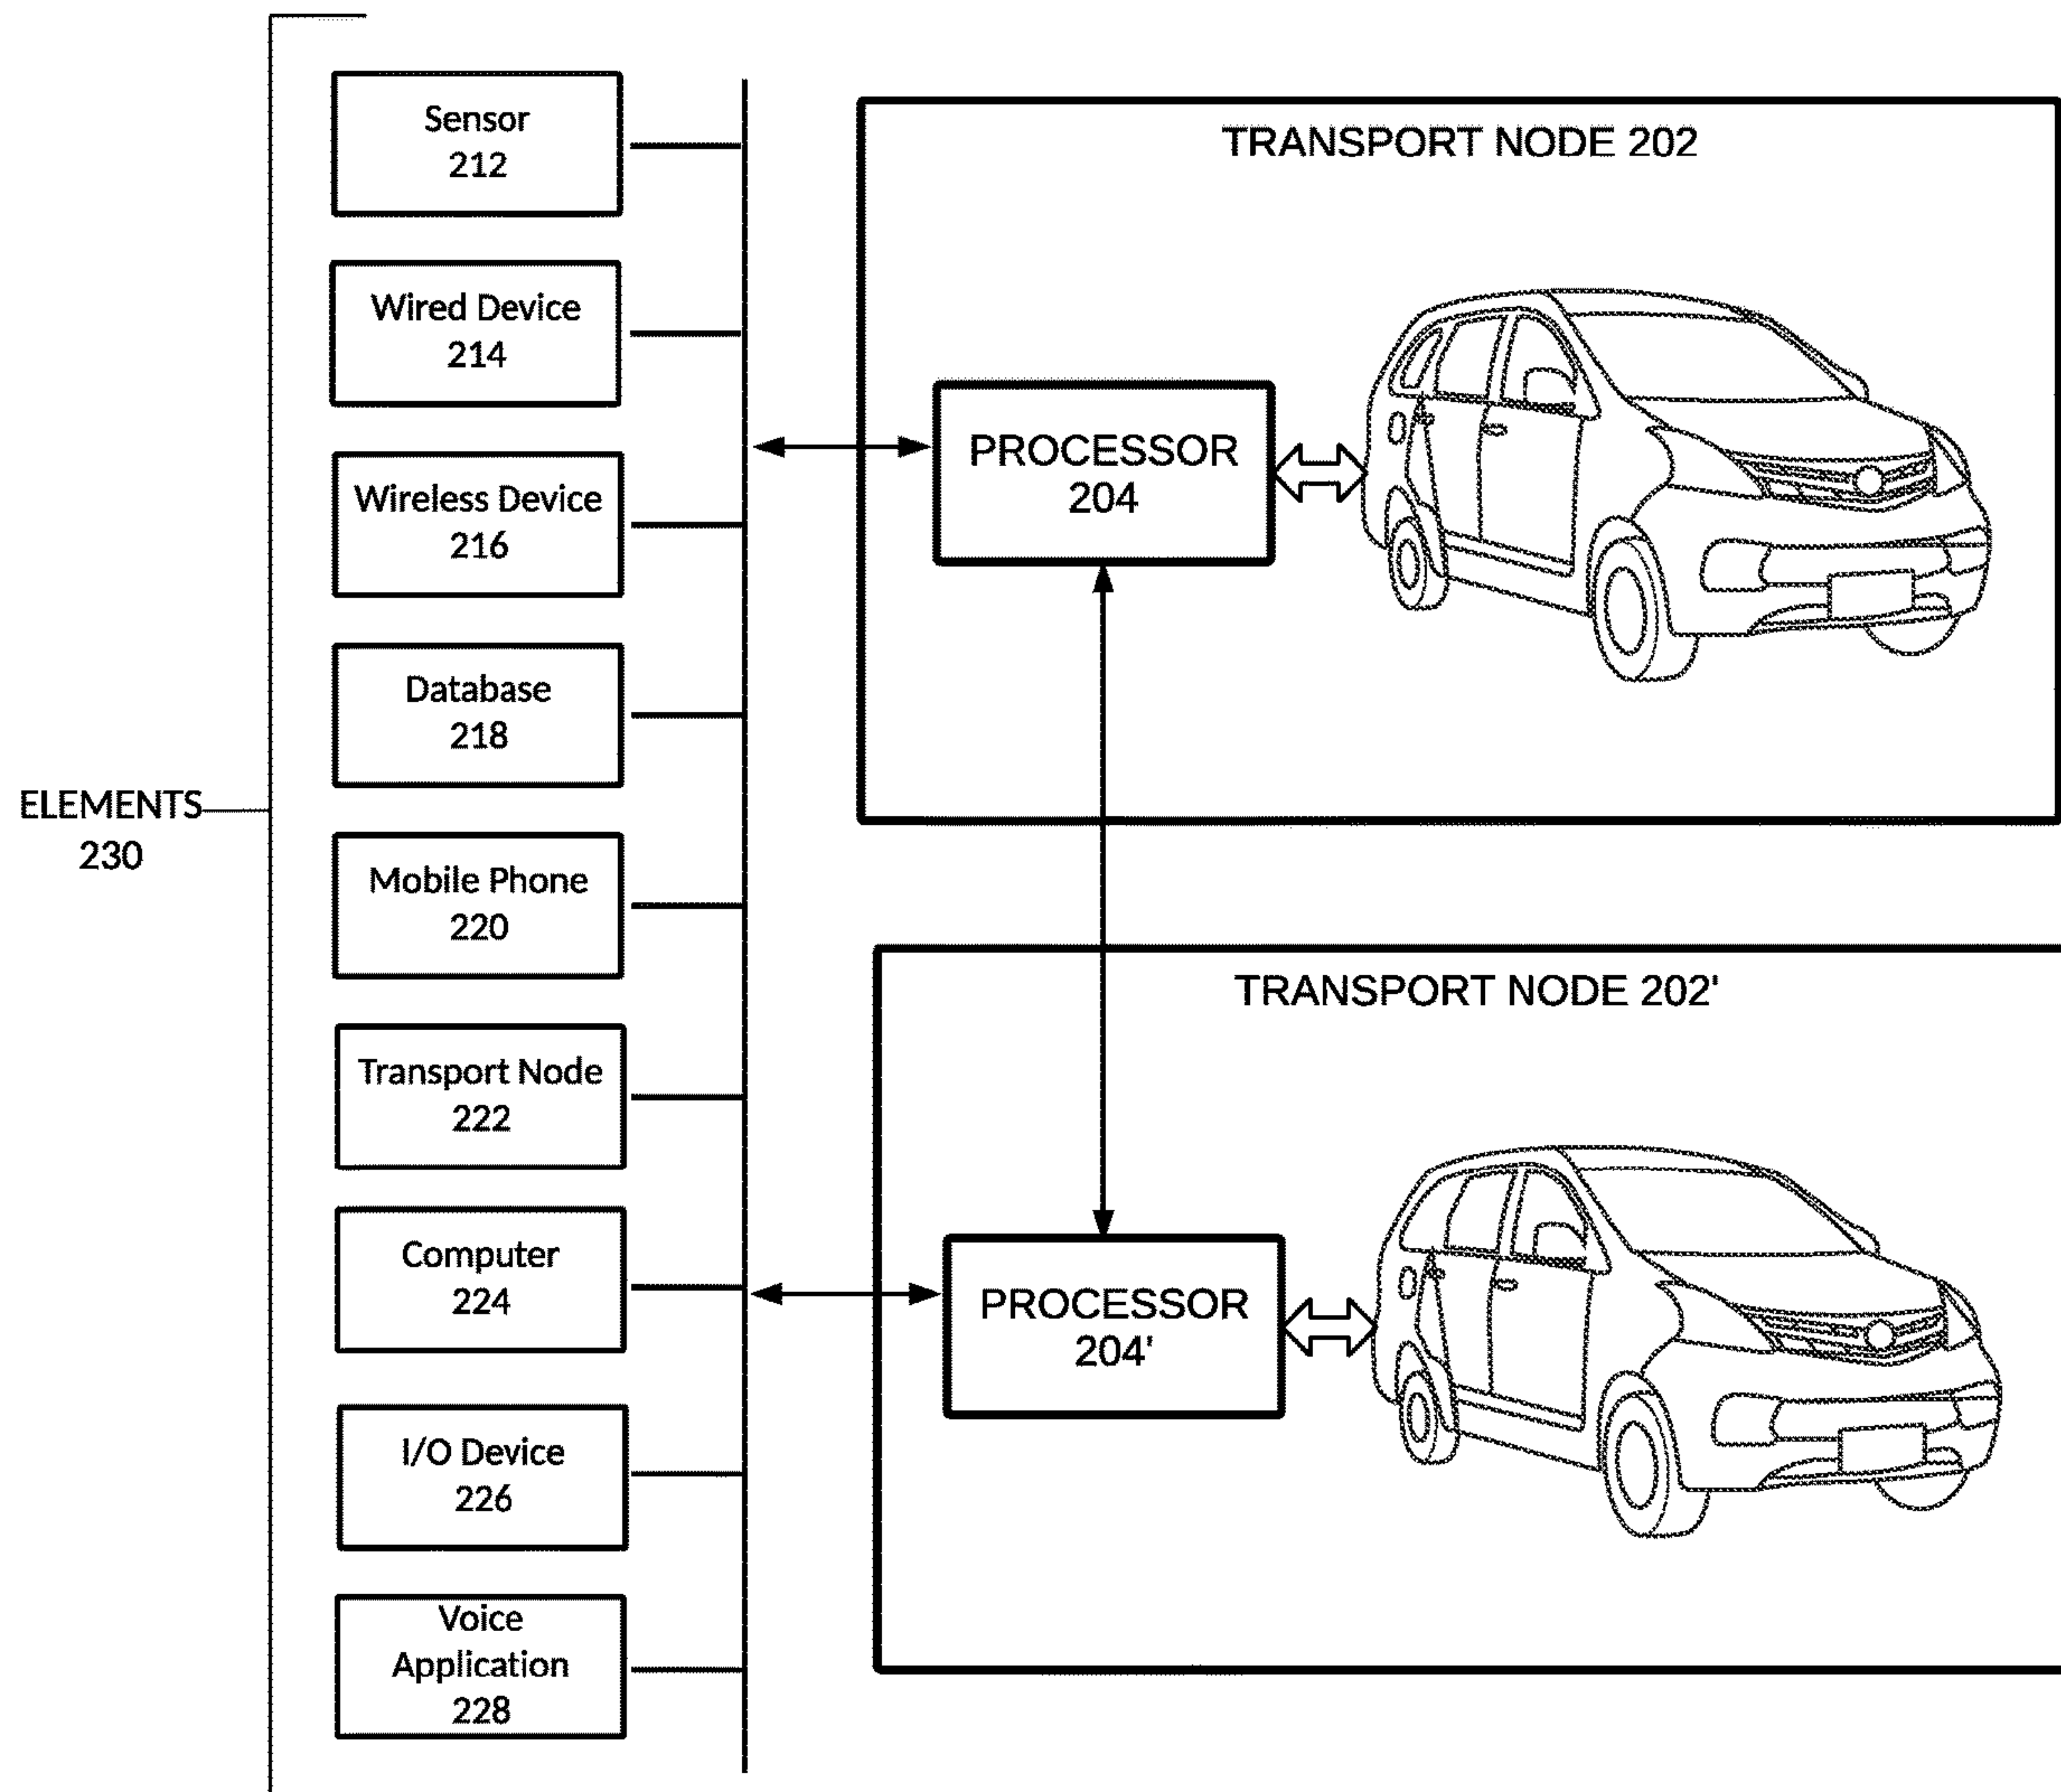 Sensor
212
Wired Device
214
Wireless Device
216
Database
218
ELEMENTS
230
Mobile Phone
220
Transport Node
222
Computer
224
I/O Device
226
Voice
Application
228
TRANSPORT NODE 202
PROCESSOR
204
TRANSPORT NODE 202'
PROCESSOR
204'